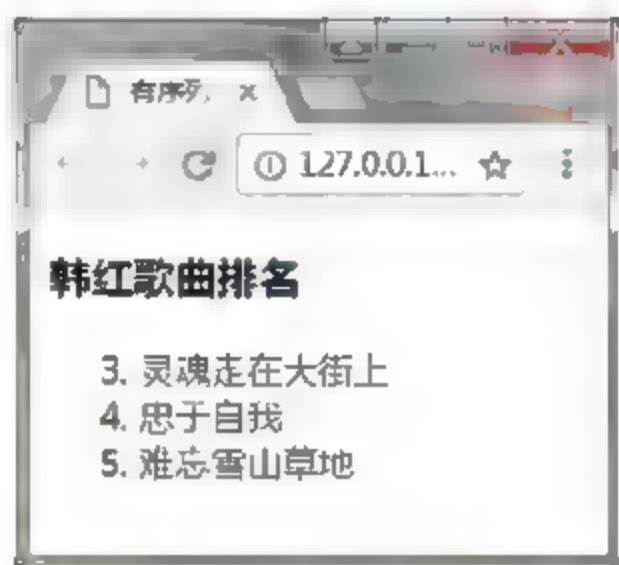 有序列
127.0.0.1...
韩红歌曲排名
3. 灵魂走在大街上
4. 忠于自我
5. 难忘雪山草地